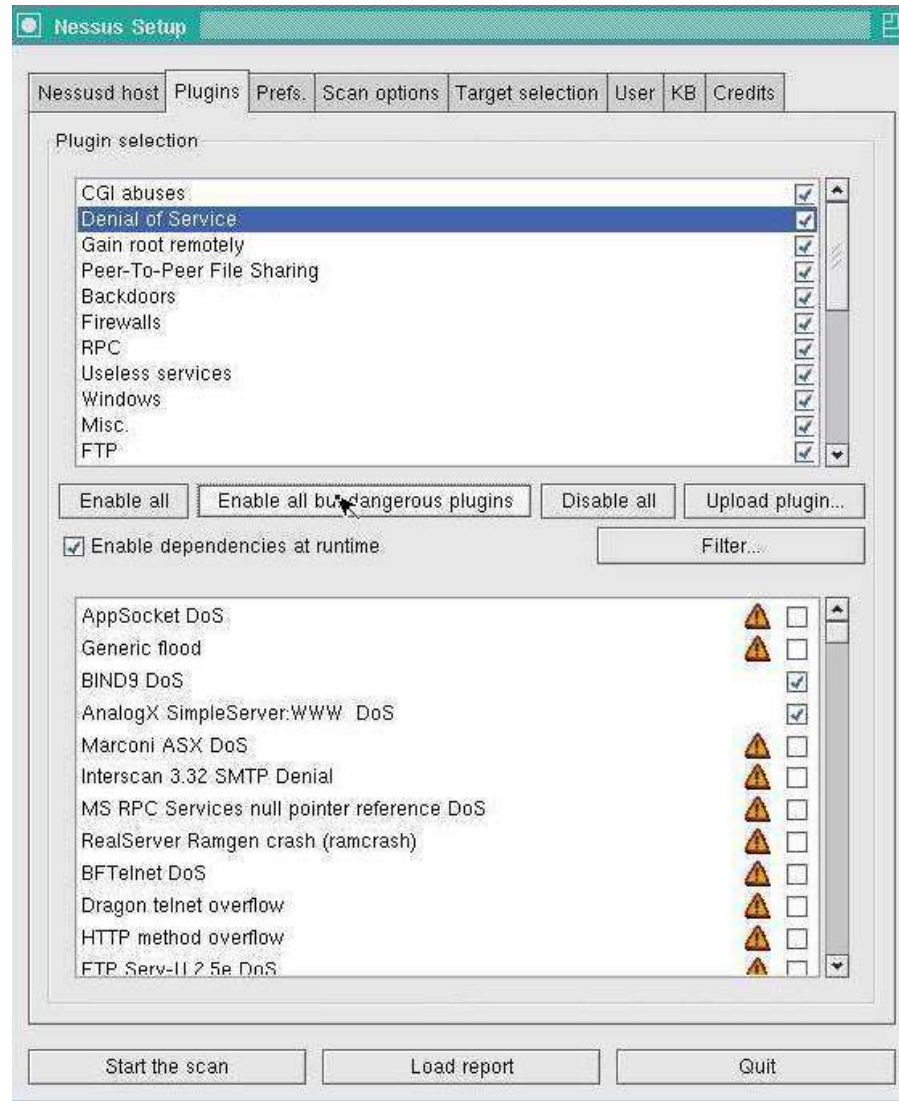 Nessus Setup
Nessusd host Plugins Prefs. Scan options Target selection User KB Credits
Plugin selection
CGI abuses
Denial of Service
Gain root remotely
Peer-To-Peer File Sharing
Backdoors
Firewalls
RPC
Useless services
Windows
Misc.
FTP
Enable all Enable all but dangerous plugins Disable all Upload plugin...
Enable dependencies at runtime Filter...
AppSocket DoS
Generic flood
BIND9 DoS
AnalogX SimpleServer:WWW DoS
Marconi ASX DoS
Interscan 3.32 SMTP Denial
MS RPC Services null pointer reference DoS
RealServer Ramgen crash (ramcrash)
BFTelnet DoS
Dragon telnet overflow
HTTP method overflow
FTP Serv-U 2.5e DoS
Start the scan Load report Quit